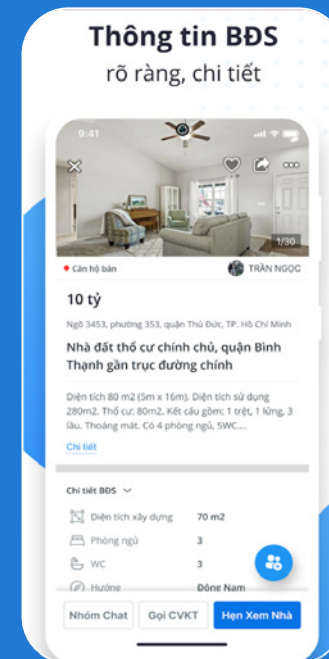 Thông tin BĐS
rõ ràng, chi tiết
9:41
1/30
Căn hộ bán
TRẦN NGỌC
10 tỷ
Ngõ 3453, phường 353, quận Thủ Đức, TP. Hồ Chí Minh
Nhà đất thổ cư chính chủ, quận Bình
Thạnh gần trục đường chính
Diện tích 80 m2 (5m x 16m). Diện tích sử dụng
280m2. Thổ cư: 80m2, Kết cấu gồm; 1 trệt, 1 lửng, 3
lầu. Thoáng mát. Có 4 phòng ngủ, 5WC....
Chi tiết
Chi tiết BĐS
Diện tích xây dựng 70 m2
Phòng ngủ 3
WC 3
Hướng Đông Nam
Nhóm Chat Gọi CVKT Hẹn Xem Nhà